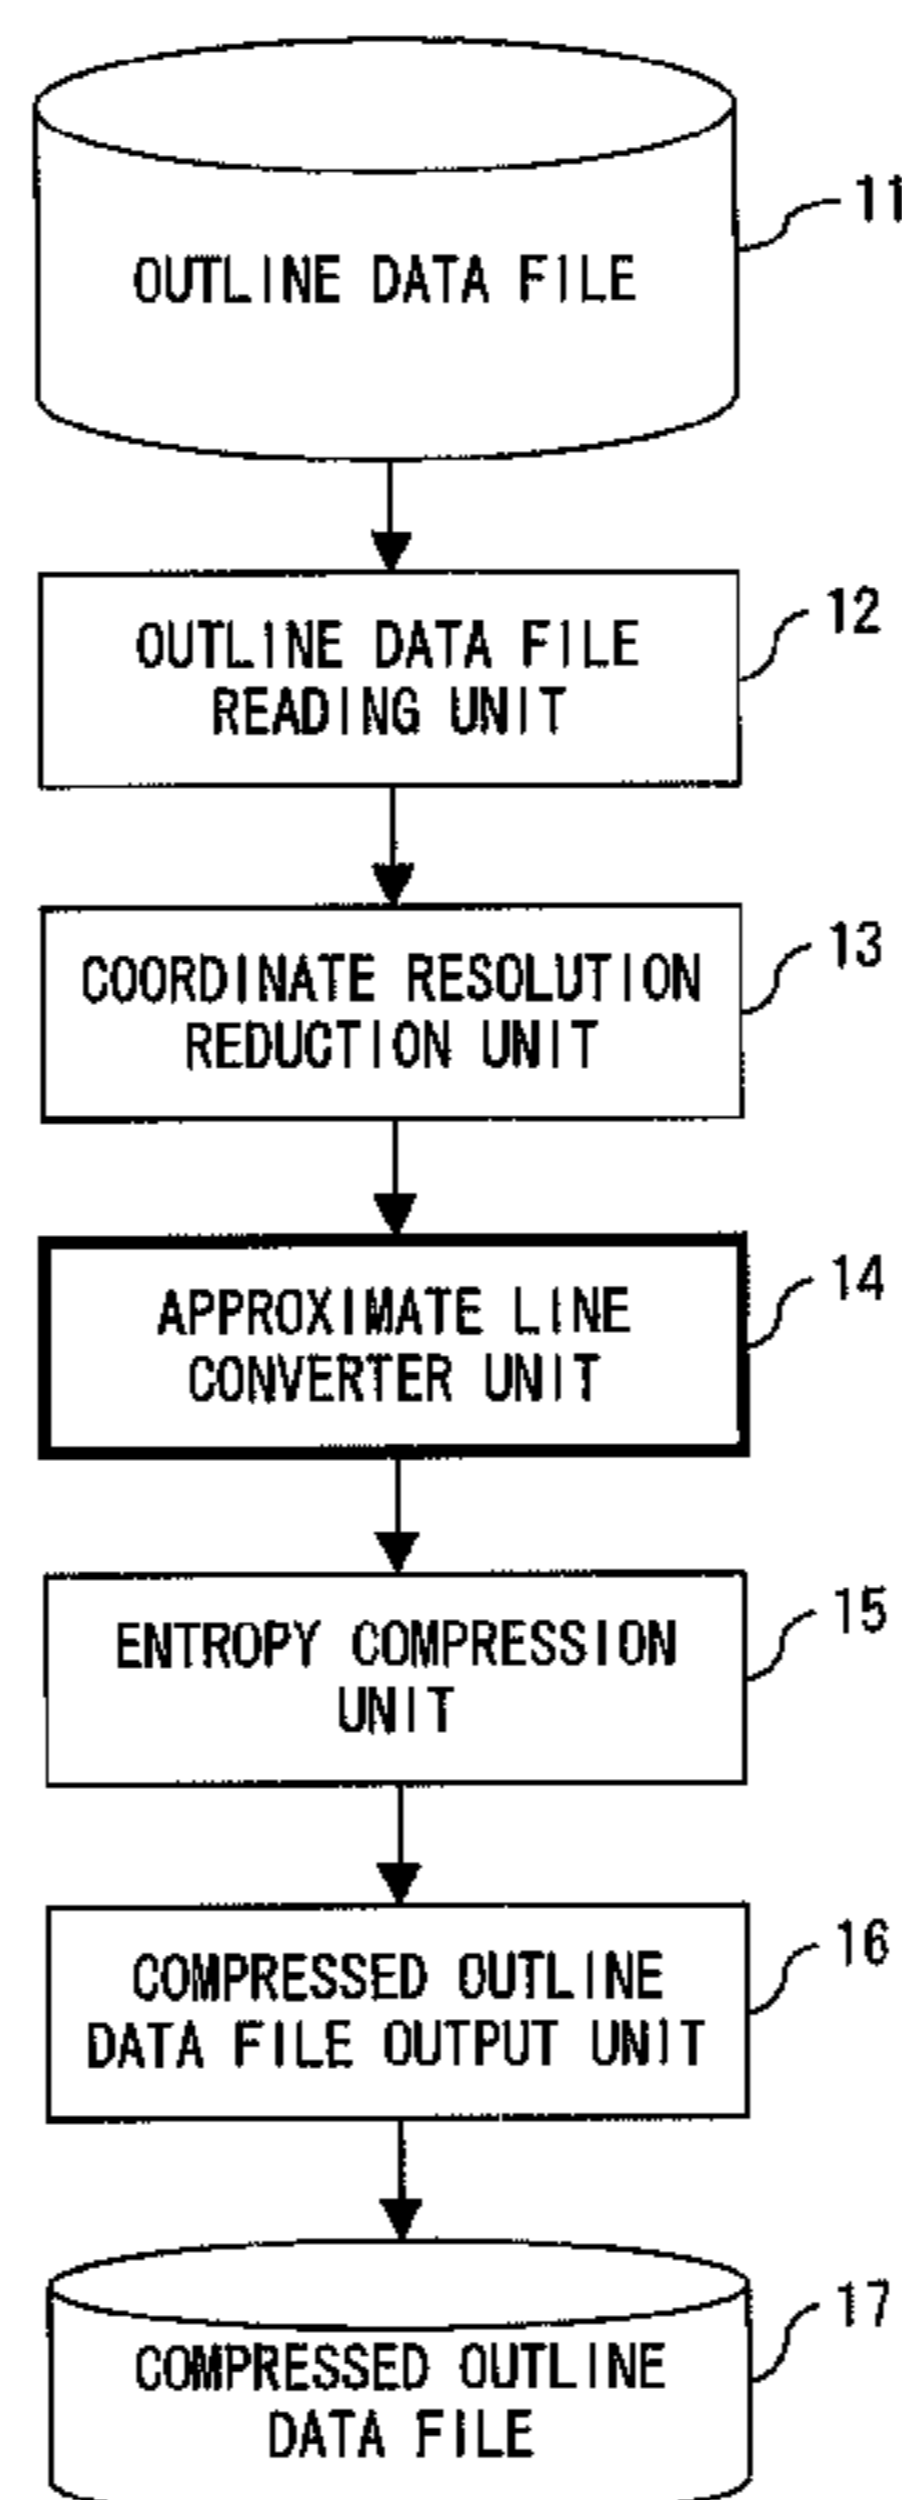 11
OUTLINE DATA FILE
12
OUTLINE DATA FILE
READING UNIT
13
COORDINATE RESOLUTION
REDUCTION UNIT
14
APPROXIMATE LINE
CONVERTER UNIT
15
ENTROPY COMPRESSION
UNIT
16
COMPRESSED OUTLINE
DATA FILE OUTPUT UNIT
17
COMPRESSED OUTLINE
DATA FILE